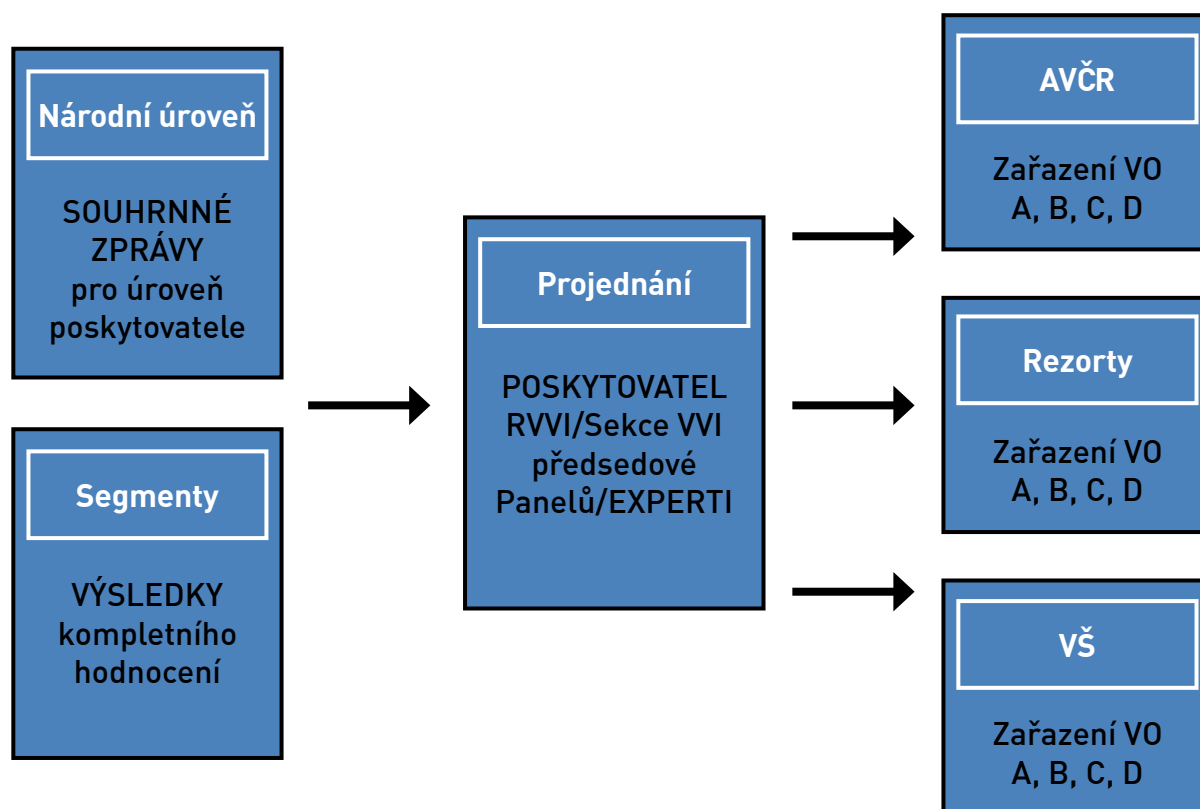 Národní úroveň
SOUHRNNÉ
ZPRÁVY
pro úroveň
poskytovatele
Segmenty
VÝSLEDKY
kompletního
hodnocení
Projednání
POSKYTOVATEL
RVVI/Sekce VVI
předsedové
Panelů/EXPERTI
AVČR
Zařazení VO
A, B, C, D
Rezorty
Zařazení VO
A, B, C, D
VŠ
Zařazení VO
A, B, C, D